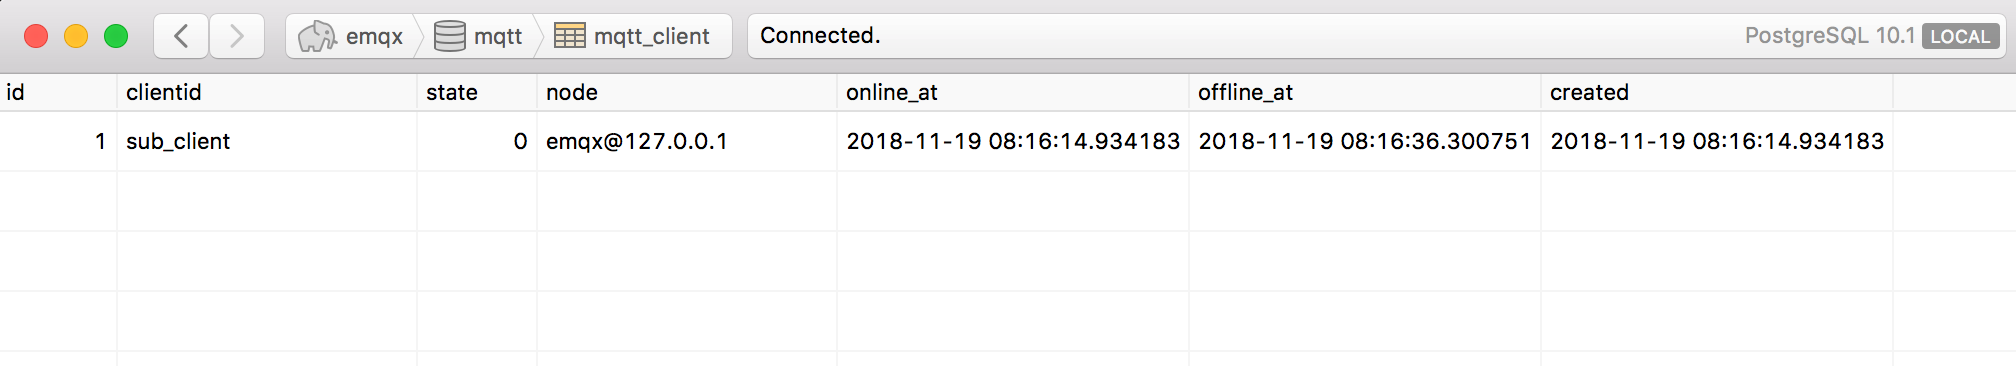 emqx mqtt mqtt_client Connected. PostgreSQL 10.1 LOCAL
id clientid state node online_at offline_at created
1 sub_client 0 emqx@127.0.0.1 2018-11-19 08:16:14.934183 2018-11-19 08:16:36.300751 2018-11-19 08:16:14.934183